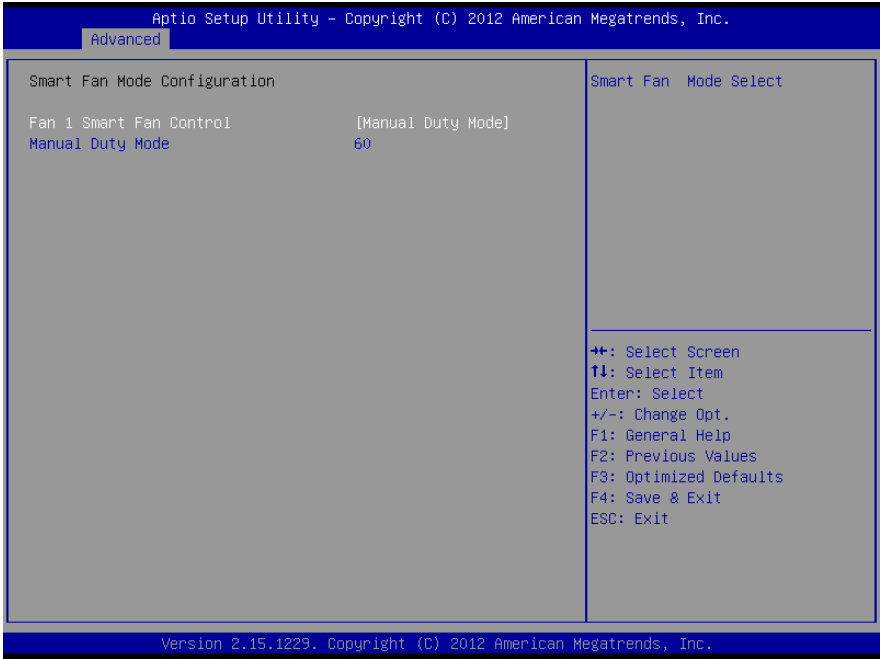 Aptio Setup Utility – Copyright (C) 2012 American Megatrends, Inc.
Advanced
Smart Fan Mode Configuration
Fan 1 Smart Fan Control [Manual Duty Mode]
Manual Duty Mode 60
Smart Fan  Mode Select
→←: Select Screen
↑↓: Select Item
Enter: Select
+/-: Change Opt.
F1: General Help
F2: Previous Values
F3: Optimized Defaults
F4: Save & Exit
ESC: Exit
Version 2.15.1229. Copyright (C) 2012 American Megatrends, Inc.